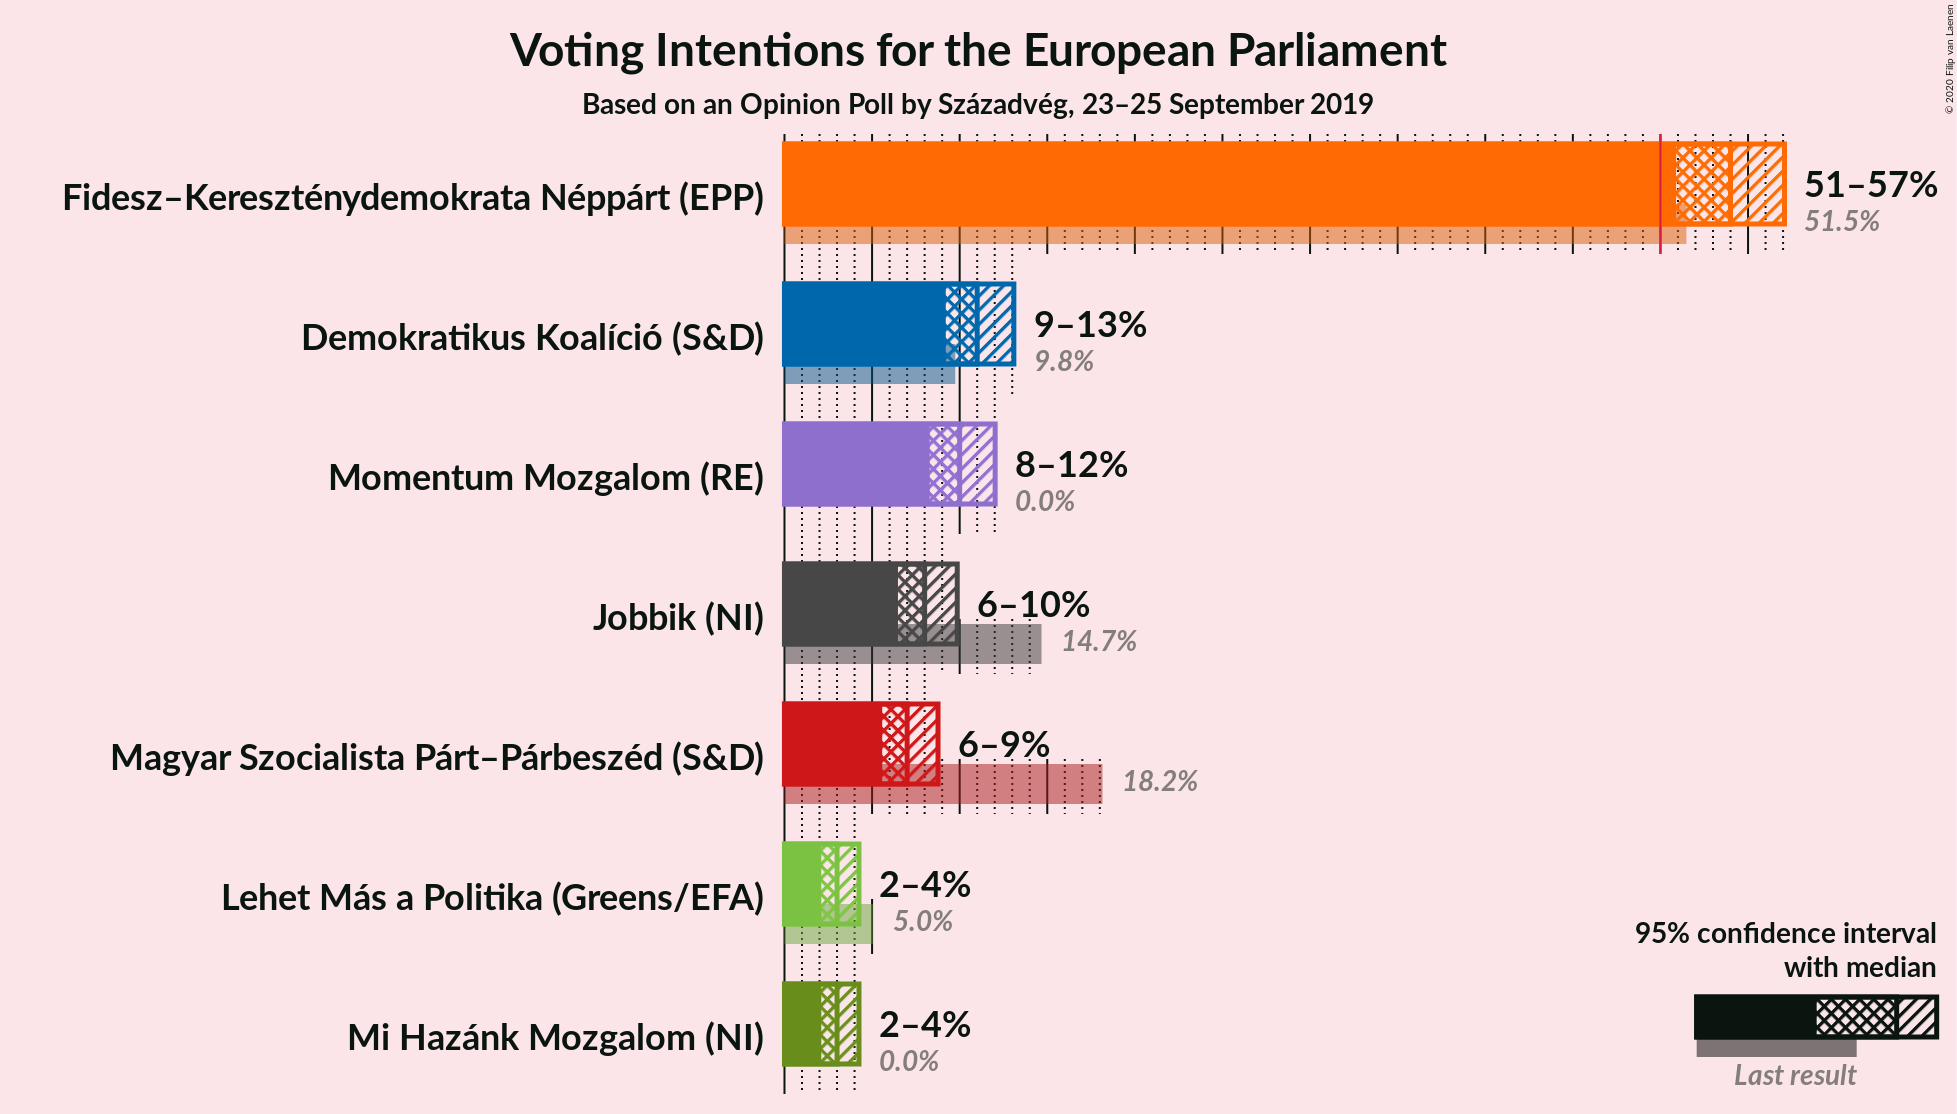 Voting Intentions for the European Parliament
Based on an Opinion Poll by Századvég, 23–25 September 2019
© 2020 Filip van Laenen
Fidesz–Kereszténydemokrata Néppárt (EPP)
51–57%
51.5%
Demokratikus Koalíció (S&D)
9–13%
9.8%
Momentum Mozgalom (RE)
8–12%
0.0%
Jobbik (NI)
6–10%
14.7%
Magyar Szocialista Párt–Párbeszéd (S&D)
6–9%
18.2%
Lehet Más a Politika (Greens/EFA)
2–4%
5.0%
Mi Hazánk Mozgalom (NI)
2–4%
0.0%
95% confidence interval
with median
Last result